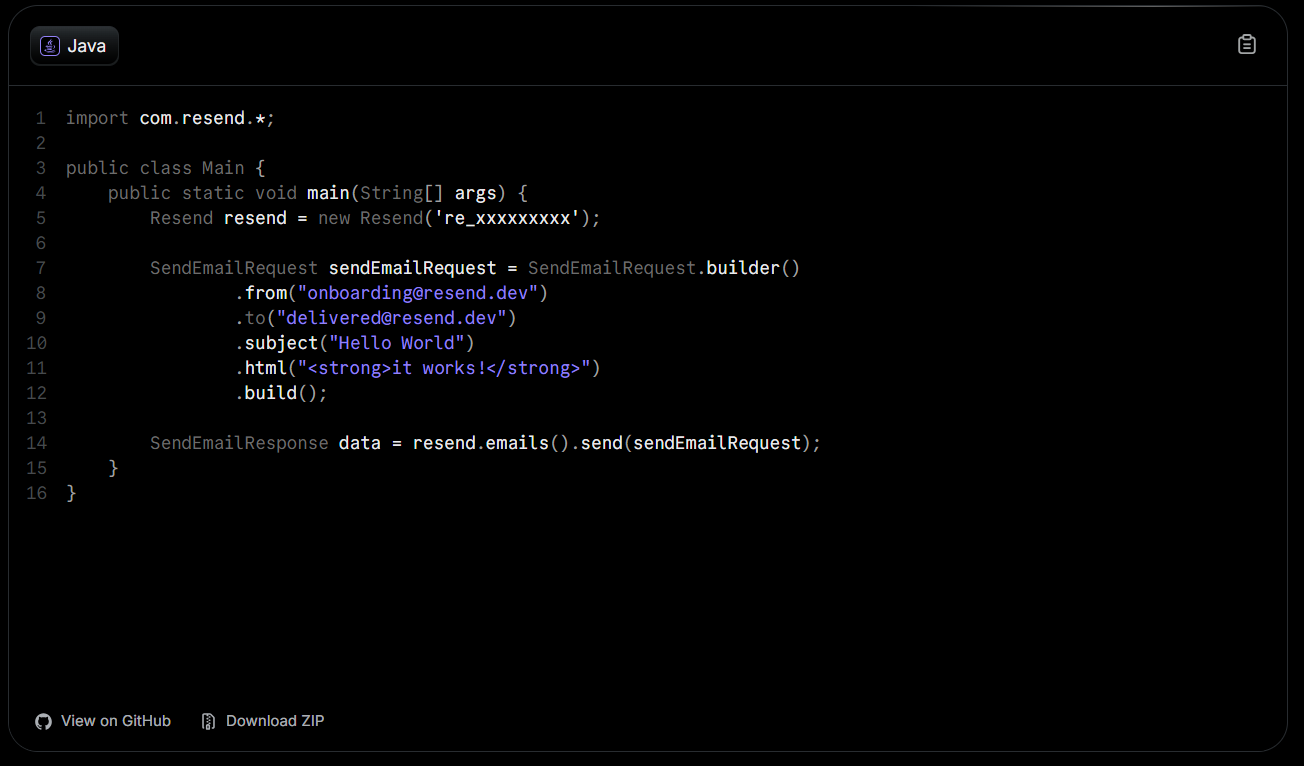 Java
1 import com.resend.*;
2
3 public class Main {
4     public static void main(String[] args) {
5         Resend resend = new Resend('re_xxxxxxxxx');
6
7         SendEmailRequest sendEmailRequest = SendEmailRequest.builder()
8                 .from("onboarding@resend.dev")
9                 .to("delivered@resend.dev")
10                 .subject("Hello World")
11                 .html("<strong>it works!</strong>")
12                 .build();
13
14         SendEmailResponse data = resend.emails().send(sendEmailRequest);
15     }
16 }
View on GitHub Download ZIP